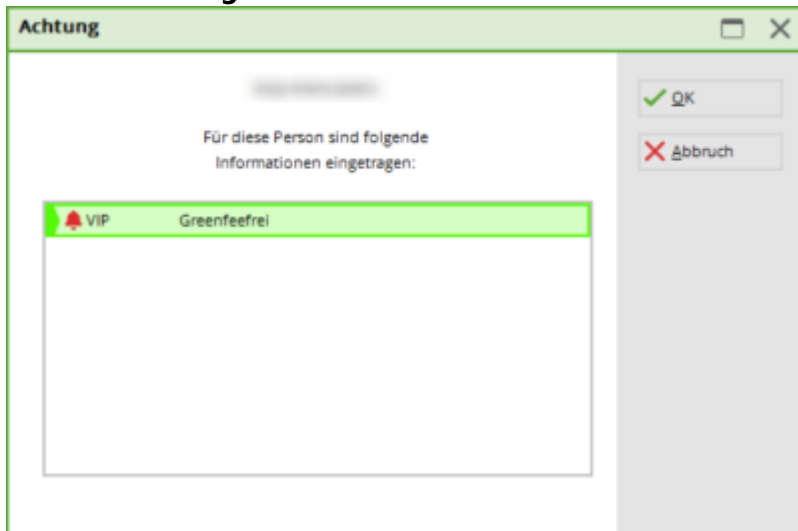 Achtung
Für diese Person sind folgende
Informationen eingetragen:
VIP Greenfeefrei
OK
Abbruch